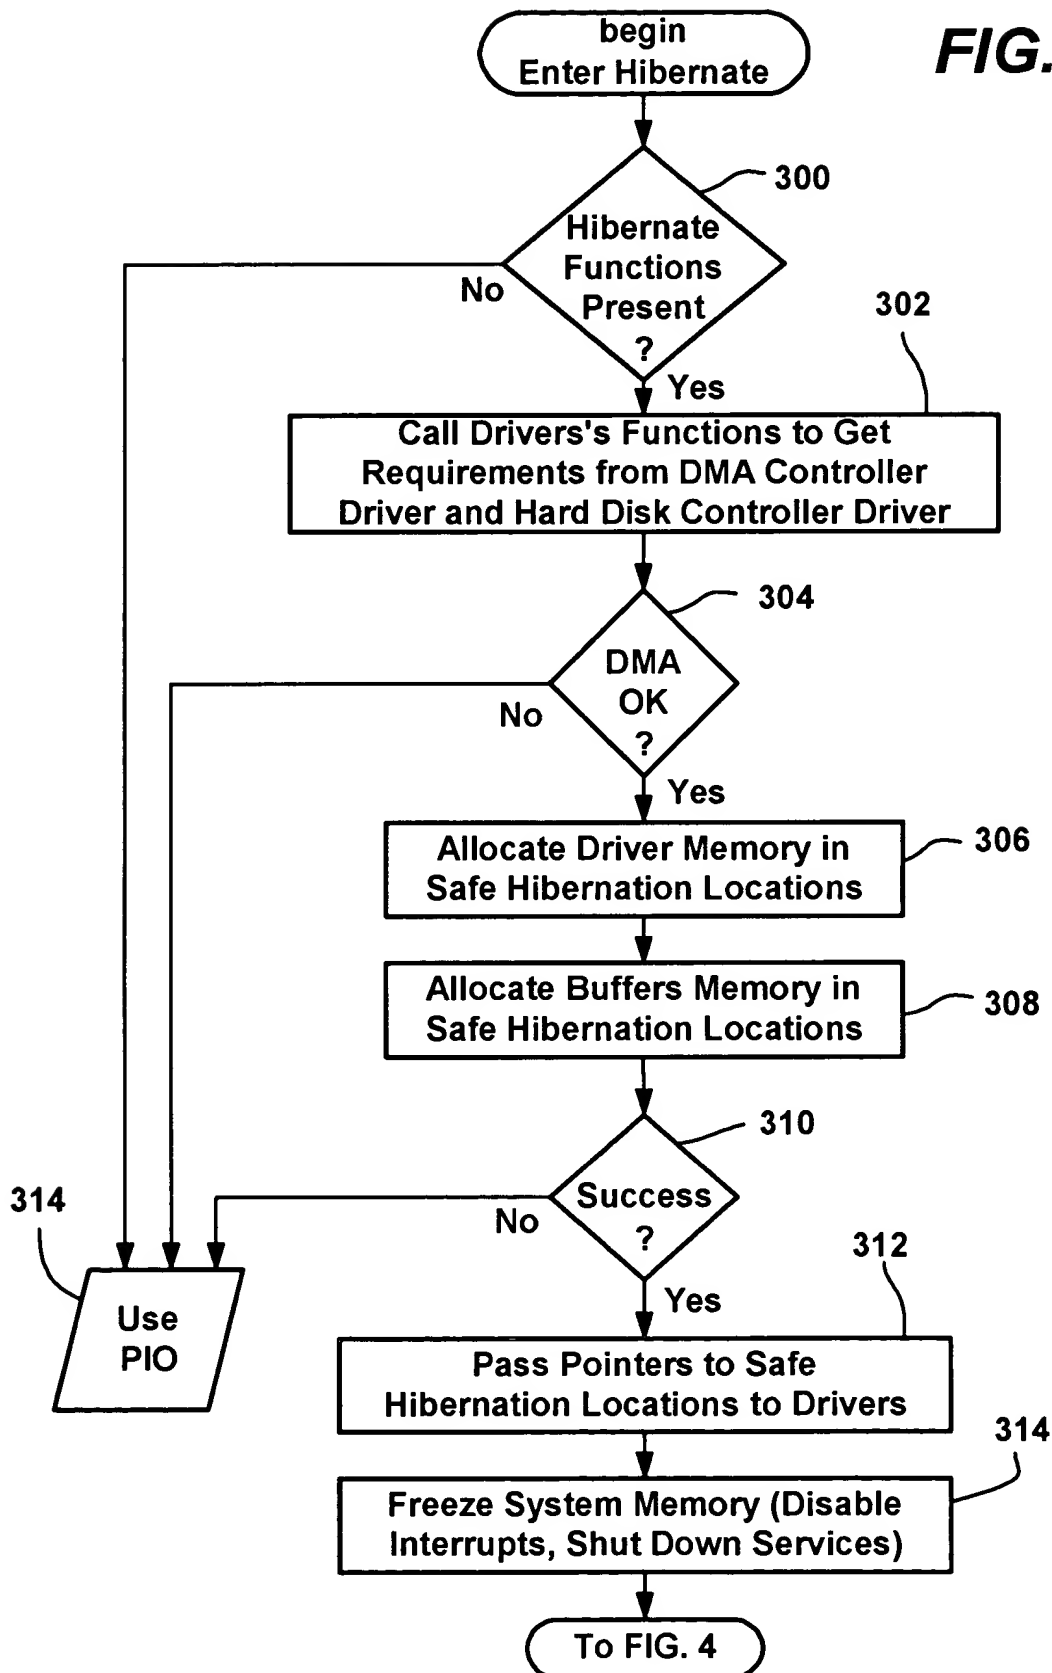 begin
Enter Hibernate
FIG.
300
Hibernate
Functions
Present
?
No
Yes
302
Call Drivers's Functions to Get
Requirements from DMA Controller
Driver and Hard Disk Controller Driver
304
DMA
OK
?
No
Yes
306
Allocate Driver Memory in
Safe Hibernation Locations
308
Allocate Buffers Memory in
Safe Hibernation Locations
310
Success
?
No
Yes
314
Use
PIO
312
Pass Pointers to Safe
Hibernation Locations to Drivers
314
Freeze System Memory (Disable
Interrupts, Shut Down Services)
To FIG. 4